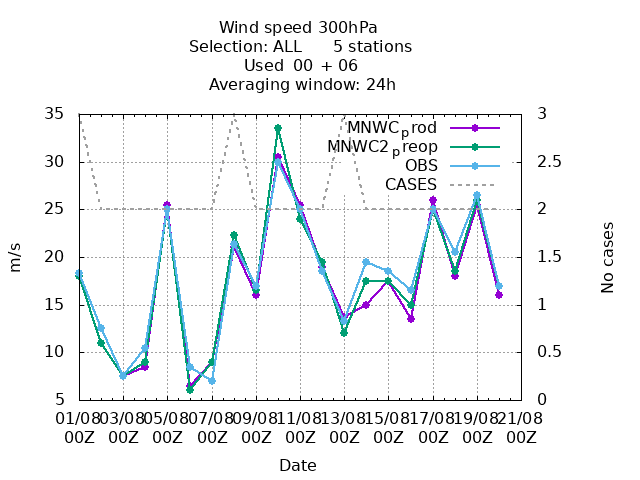 Wind speed 300hPa
Selection: ALL 5 stations
Used 00 + 06
Averaging window: 24h
35 3
30 2.5
25 2
20 1.5
15 1
10 0.5
5 0
m/s
No cases
MNWCprod
MNWC2preop
OBS
CASES
01/08 03/08 05/08 07/08 09/08 11/08 13/08 15/08 17/08 19/08 21/08
00Z 00Z 00Z 00Z 00Z 00Z 00Z 00Z 00Z 00Z 00Z
Date